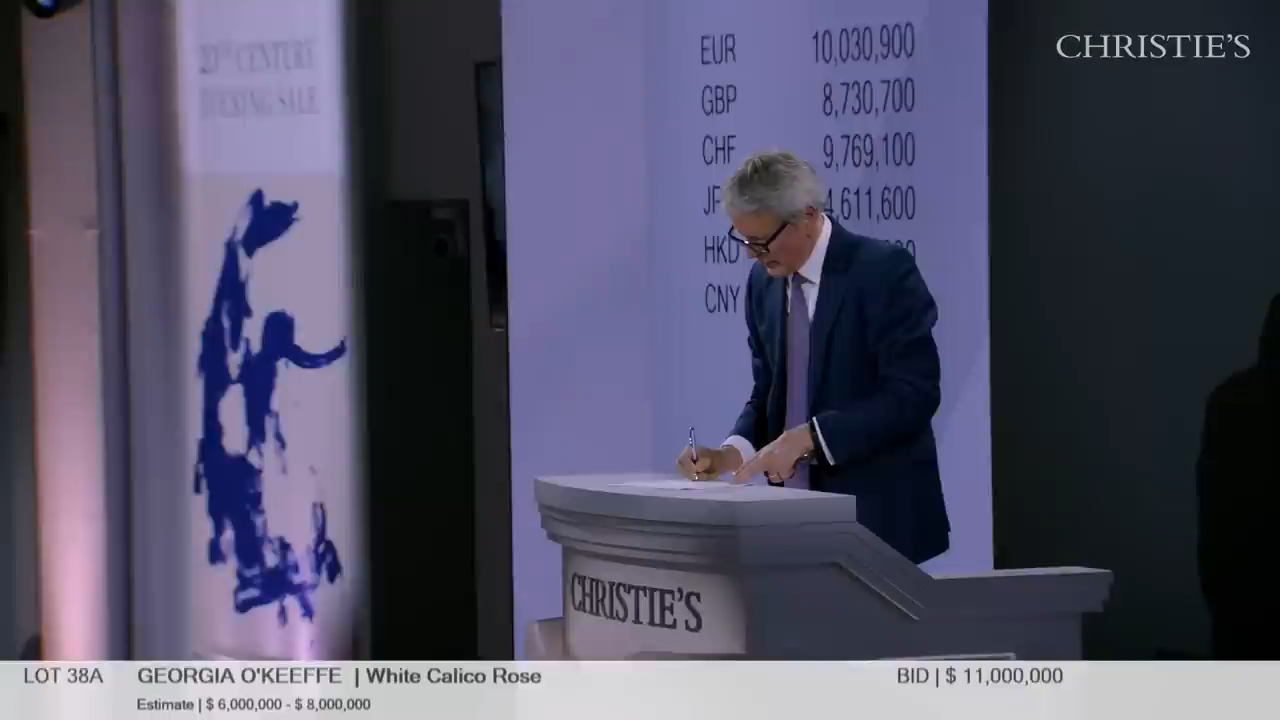 20TH CENTURY
EVENING SALE
CHRISTIE'S
EUR 10,030,900
GBP 8,730,700
CHF 9,769,100
4,611,600
HKD
CNY
CHRISTIE'S
LOT 38A GEORGIA O'KEEFFE | White Calico Rose BID | $ 11,000,000
Estimate | $ 6,000,000 - $ 8,000,000